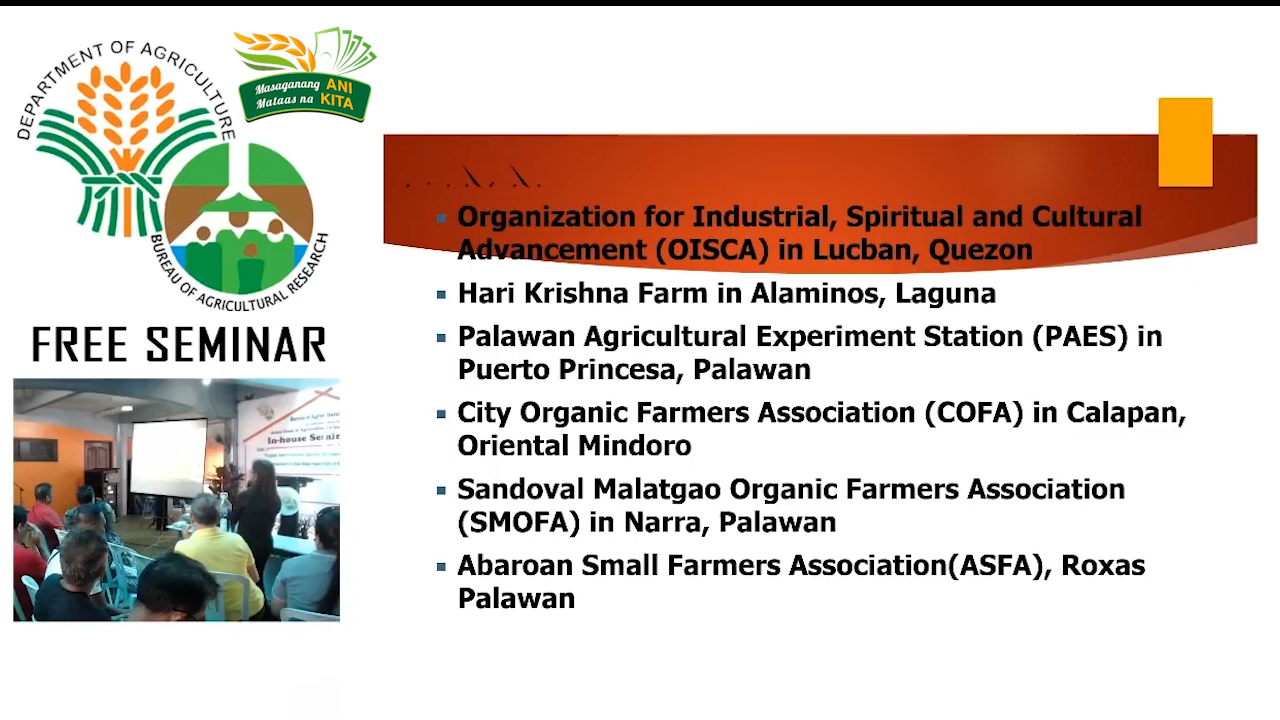 DEPARTMENT OF AGRICULTURE
Masaganang ANI
Mataas na KITA
BUREAU OF AGRICULTURAL RESEARCH
FREE SEMINAR
In-house Semin
Organization for Industrial, Spiritual and Cultural
Advancement (OISCA) in Lucban, Quezon
Hari Krishna Farm in Alaminos, Laguna
Palawan Agricultural Experiment Station (PAES) in
Puerto Princesa, Palawan
City Organic Farmers Association (COFA) in Calapan,
Oriental Mindoro
Sandoval Malatgao Organic Farmers Association
(SMOFA) in Narra, Palawan
Abaroan Small Farmers Association(ASFA), Roxas
Palawan